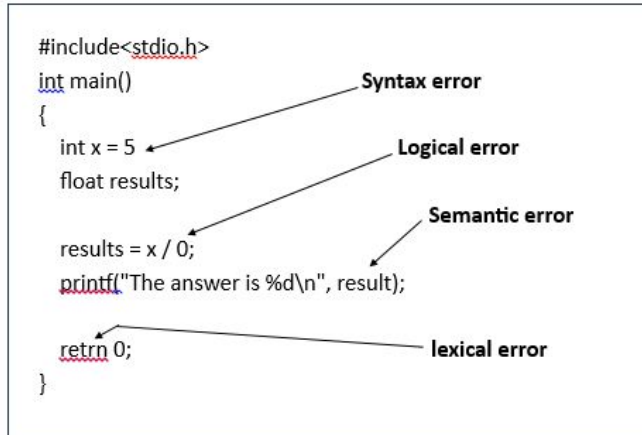 #include<stdio.h>
int main()
Syntax error
{
int x = 5
Logical error
float results;
Semantic error
results = x / 0;
printf("The answer is %d\n", result);
retrn 0;
lexical error
}